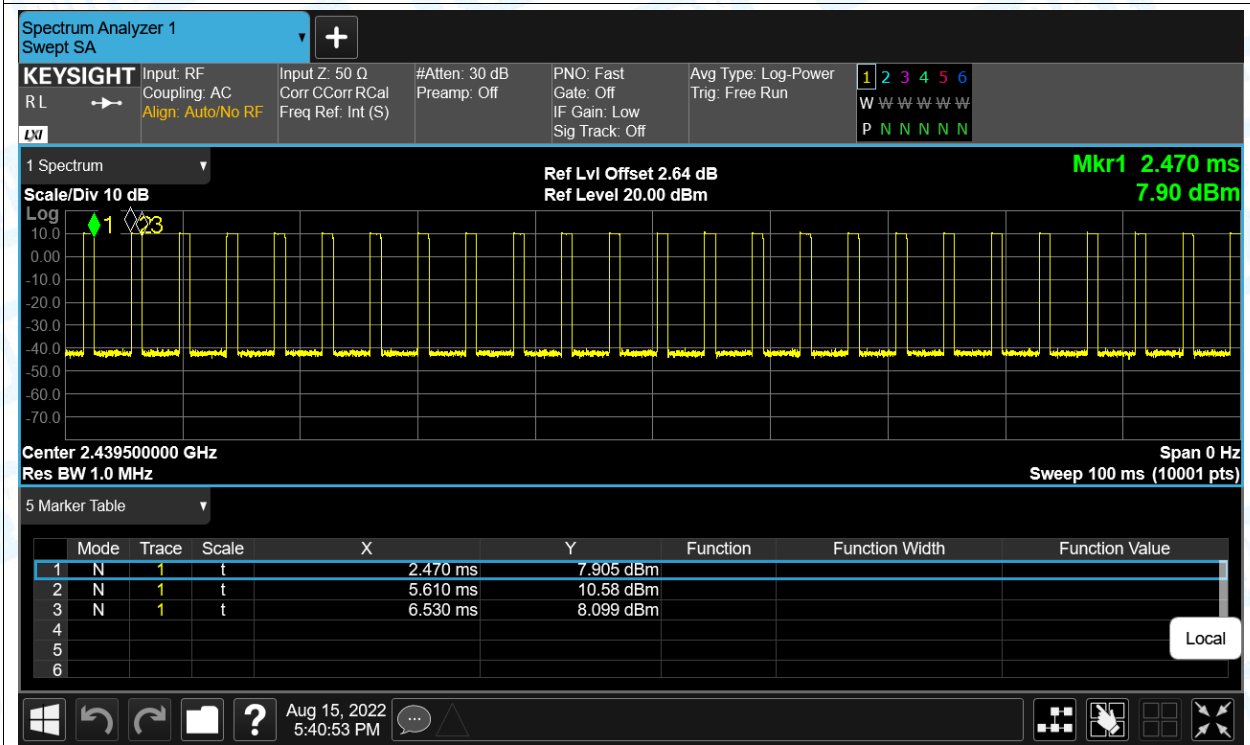 Spectrum Analyzer 1
Swept SA
KEYSIGHT Input: RF Input Z: 50 Ω #Atten: 30 dB PNO: Fast Avg Type: Log-Power 1 2 3 4 5 6
R L Coupling: AC Corr CCorr RCal Preamp: Off Gate: Off Trig: Free Run
Align: Auto/No RF Freq Ref: Int (S) IF Gain: Low W W W W W W
LXI Sig Track: Off P N N N N N
1 Spectrum Ref Lvl Offset 2.64 dB Mkr1 2.470 ms
Scale/Div 10 dB Ref Level 20.00 dBm 7.90 dBm
Log
1 2 3
10.0
0.00
-10.0
-20.0
-30.0
-40.0
-50.0
-60.0
-70.0
Center 2.439500000 GHz Span 0 Hz
Res BW 1.0 MHz Sweep 100 ms (10001 pts)
5 Marker Table
Mode Trace Scale X Y Function Function Width Function Value
1 N 1 t 2.470 ms 7.905 dBm
2 N 1 t 5.610 ms 10.58 dBm
3 N 1 t 6.530 ms 8.099 dBm
4
5
6
Local
? Aug 15, 2022
5:40:53 PM